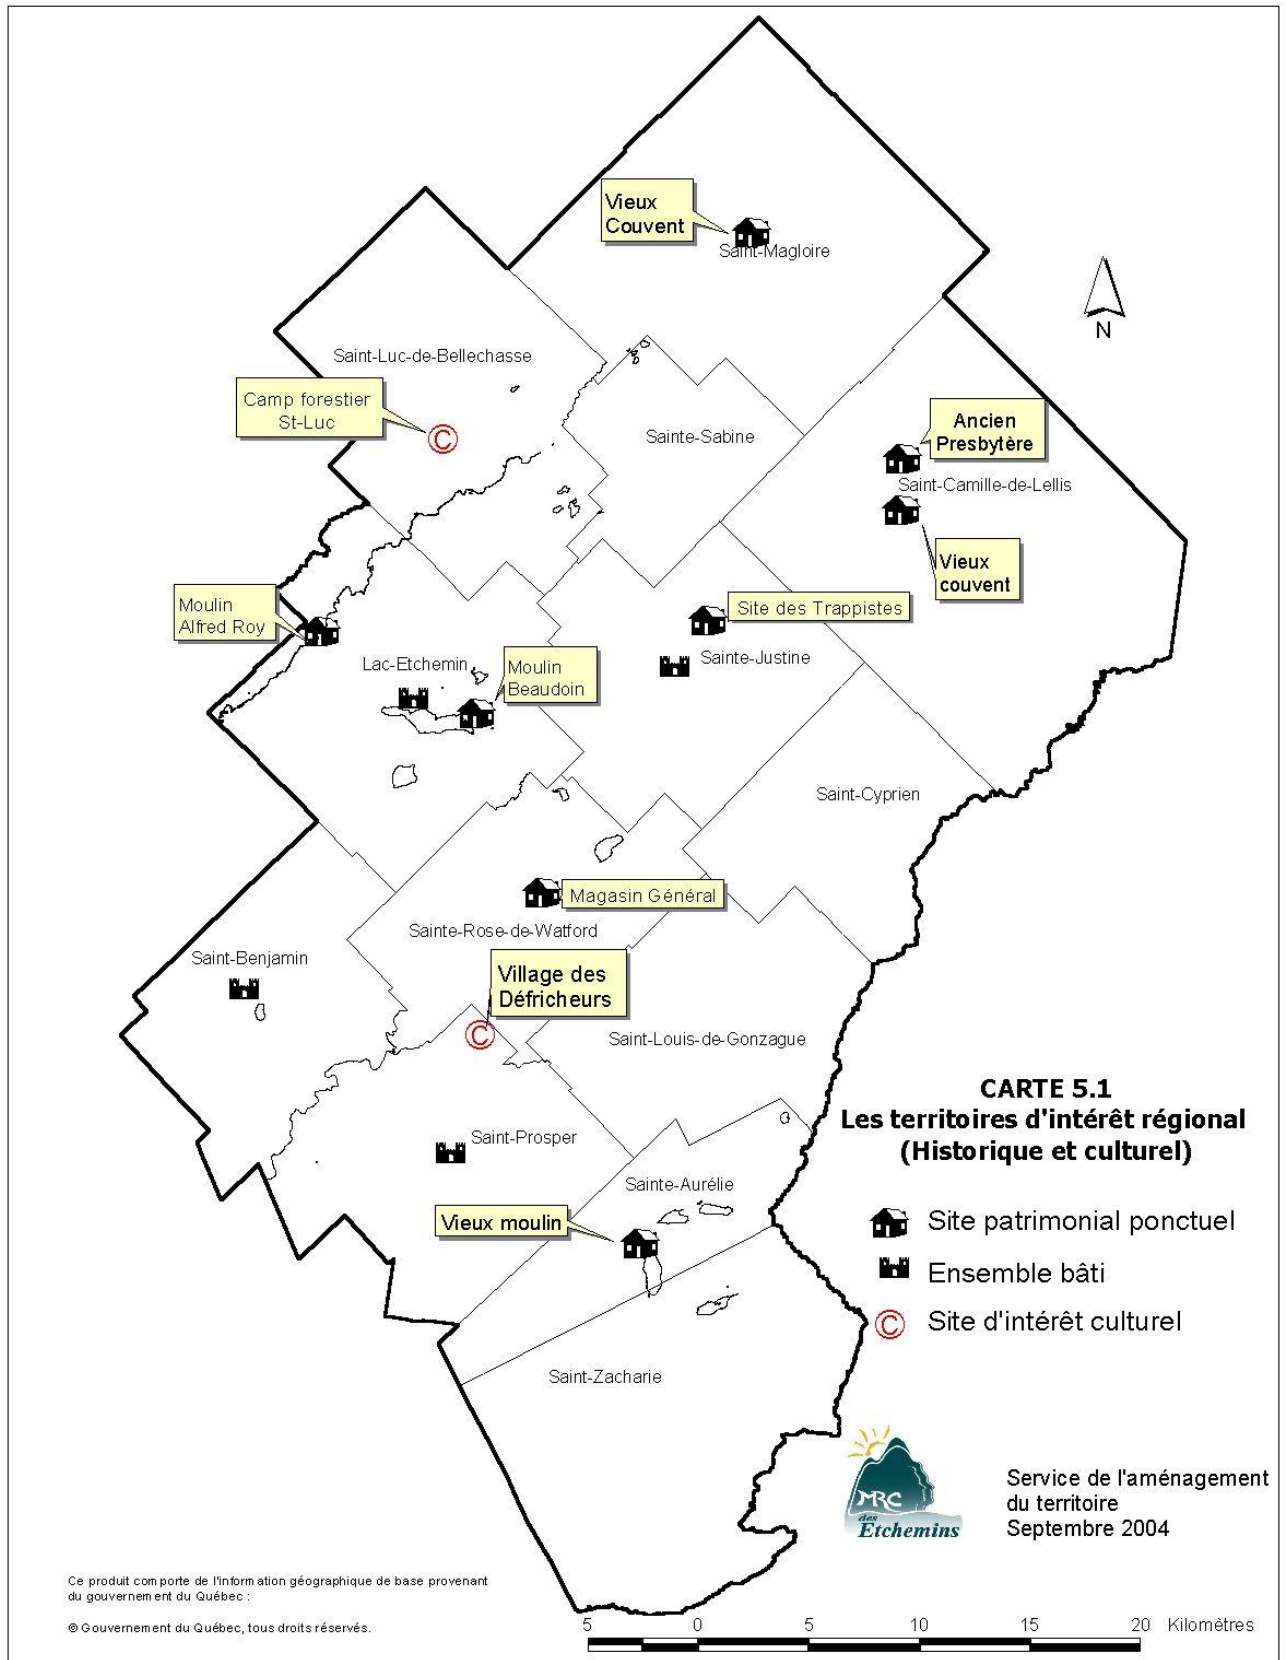 Vieux
Couvent
Saint-Magloire
N
Saint-Luc-de-Bellechasse
Camp forestier
St-Luc
©
Sainte-Sabine
Ancien
Presbytère
Saint-Camille-de-Lellis
Vieux
couvent
Moulin
Alfred Roy
Site des Trappistes
Lac-Etchemin
Moulin
Beaudoin
Sainte-Justine
Saint-Cyprien
Magasin Général
Sainte-Rose-de-Watford
Saint-Benjamin
Village des
Défricheurs
©
Saint-Louis-de-Gonzague
CARTE 5.1
Les territoires d'intérêt régional
(Historique et culturel)
Saint-Prosper
Sainte-Aurélie
Vieux moulin
Site patrimonial ponctuel
Ensemble bâti
© Site d'intérêt culturel
Saint-Zacharie
MRC
des
Etchemins
Service de l'aménagement
du territoire
Septembre 2004
Ce produit comporte de l'information géographique de base provenant
du gouvernement du Québec :
© Gouvernement du Québec, tous droits réservés.
5 0 5 10 15 20 Kilomètres